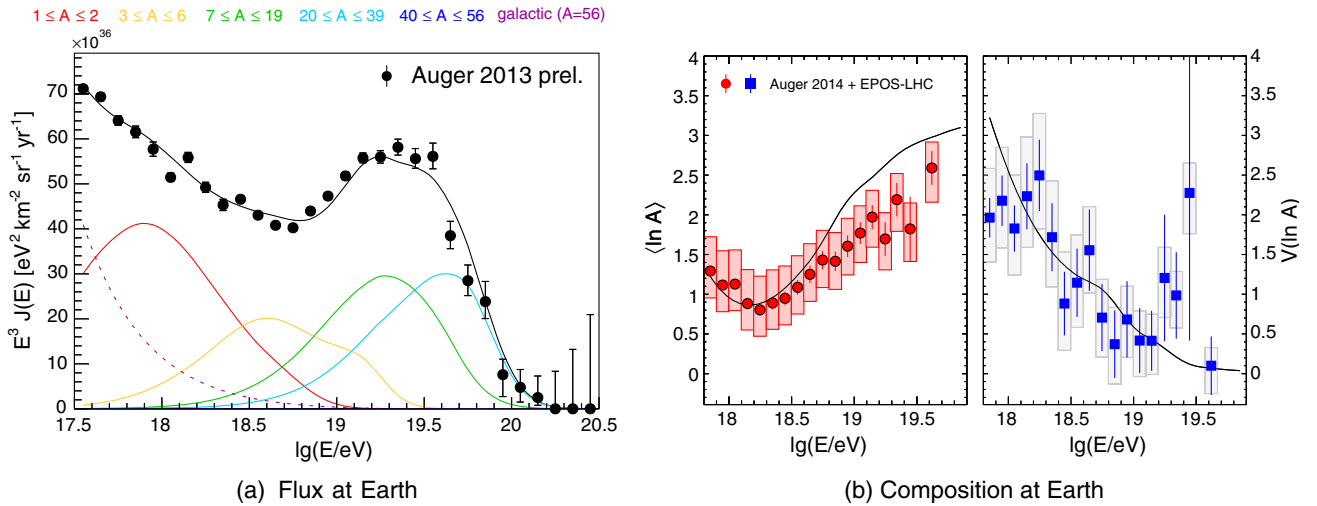 1 ≤ A ≤ 2 3 ≤ A ≤ 6 7 ≤ A ≤ 19 20 ≤ A ≤ 39 40 ≤ A ≤ 56 galactic (A=56)
×10³⁶
Auger 2013 prel.
E³ J(E) [eV² km⁻² sr⁻¹ yr⁻¹]
70
60
50
40
30
20
10
0
17.5 18 18.5 19 19.5 20 20.5
lg(E/eV)
(a) Flux at Earth
Auger 2014 + EPOS-LHC
⟨ln A⟩
4
3.5
3
2.5
2
1.5
1
0.5
0
18 18.5 19 19.5
lg(E/eV)
4
3.5
3
2.5
2
1.5
1
0.5
0
V(ln A)
18 18.5 19 19.5
lg(E/eV)
(b) Composition at Earth